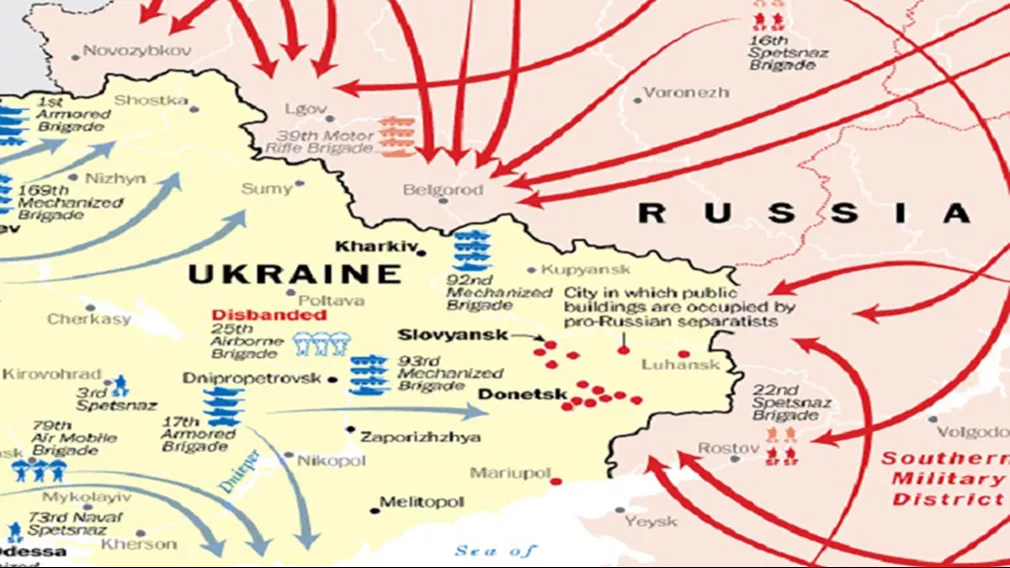 Novozybkov
16th
Spetsnaz
Brigade
Shostka
1st
Armored
Brigade
Lgov
Voronezh
39th Motor
Rifle Brigade
Nizhyn
169th
Mechanized
Brigade
ev
Sumy
Belgorod
RUSSIA
Kharkiv
UKRAINE
92nd
Mechanized
Brigade
Kupyansk
City in which public
buildings are occupied by
pro-Russian separatists
Poltava
Cherkasy
Disbanded
25th
Airborne
Brigade
Slovyansk
93rd
Mechanized
Brigade
Luhansk
Kirovohrad
3rd
Spetsnaz
Dnipropetrovsk
Donetsk
22nd
Spetsnaz
Brigade
17th
Armored
Brigade
79th
Air Mobile
Brigade
sk
Zaporizhzhya
Nikopol
Dnieper
Rostov
Volgodo
Southern
Military
District
Mariupol
Mykolayiv
Melitopol
73rd Naval
Spetsnaz
Yeysk
Kherson
Odessa
ized
Sea of